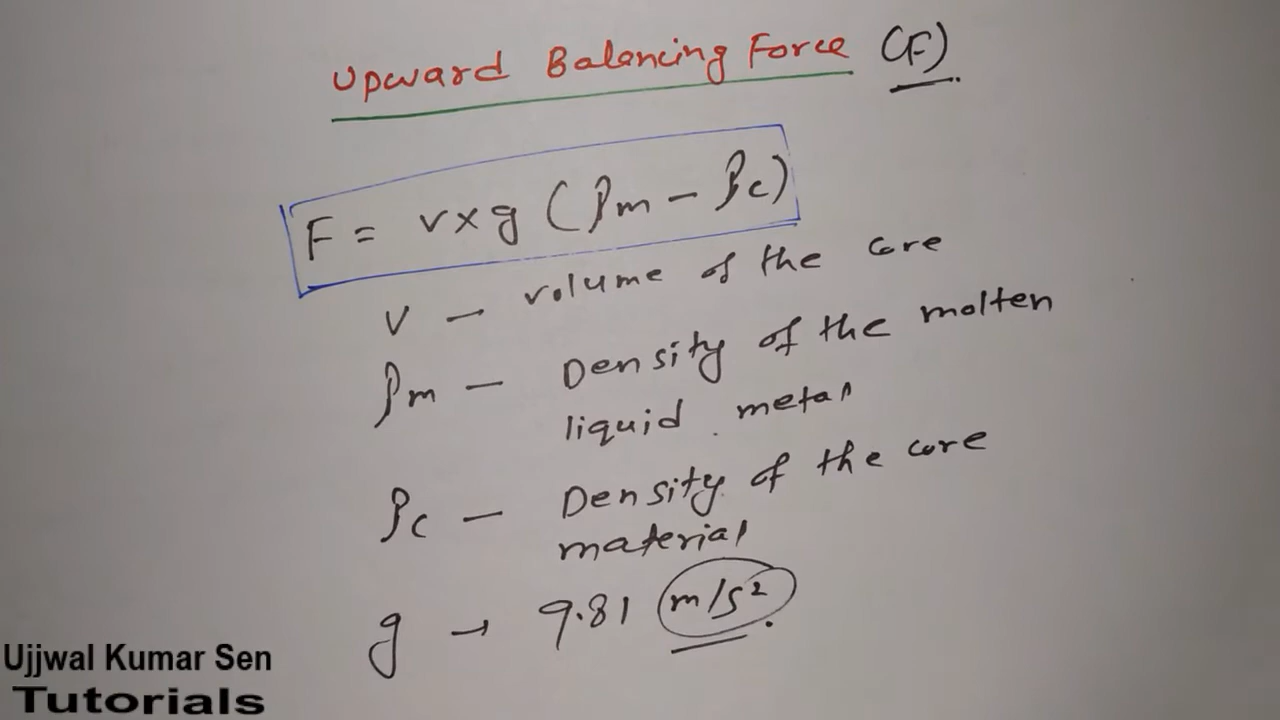 Upward Balancing Force (F)
F = v×g (ρm - ρc)
V - volume of the core
ρm - Density of the molten
liquid metal
ρc - Density of the core
material
g → 9.81 m/s²
Ujjwal Kumar Sen
Tutorials